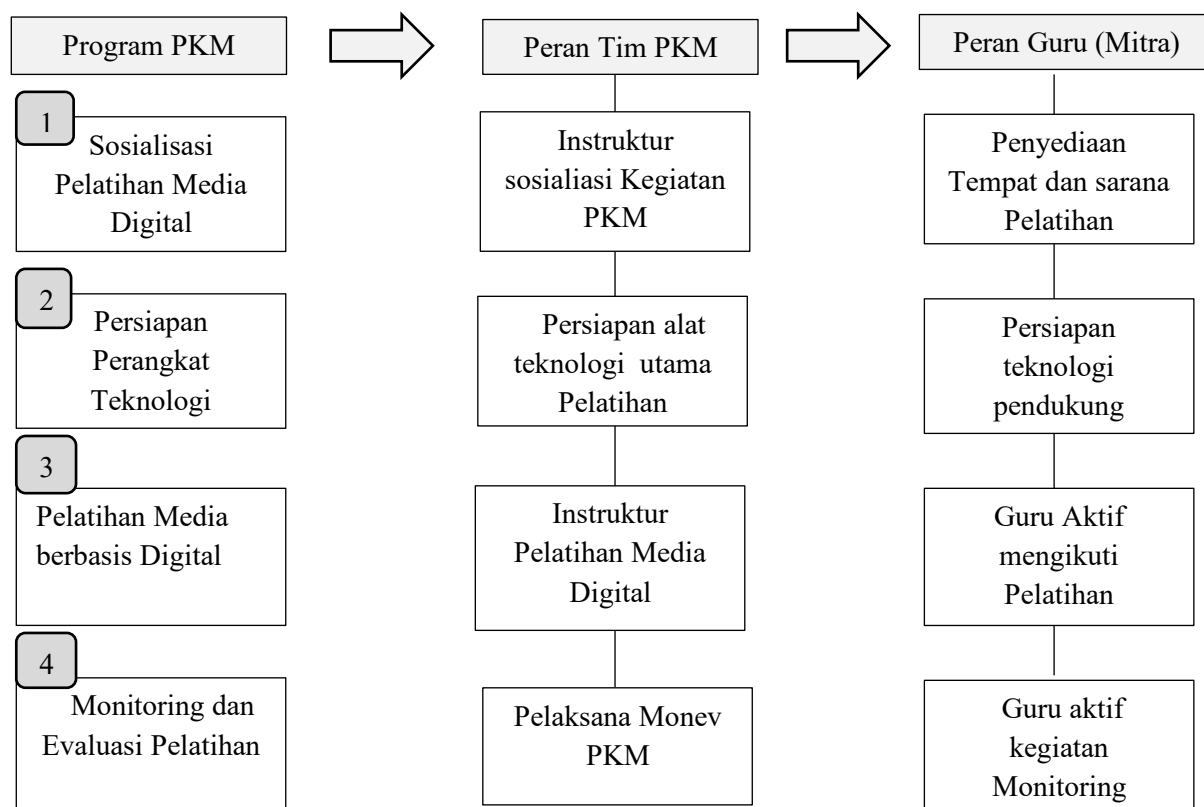 Program PKM
Peran Tim PKM
Peran Guru (Mitra)
1
Sosialisasi
Pelatihan Media
Digital
Instruktur
sosialiasi Kegiatan
PKM
Penyediaan
Tempat dan sarana
Pelatihan
2
Persiapan
Perangkat
Teknologi
Persiapan alat
teknologi utama
Pelatihan
Persiapan
teknologi
pendukung
3
Pelatihan Media
berbasis Digital
Instruktur
Pelatihan Media
Digital
Guru Aktif
mengikuti
Pelatihan
4
Monitoring dan
Evaluasi Pelatihan
Pelaksana Monev
PKM
Guru aktif
kegiatan
Monitoring